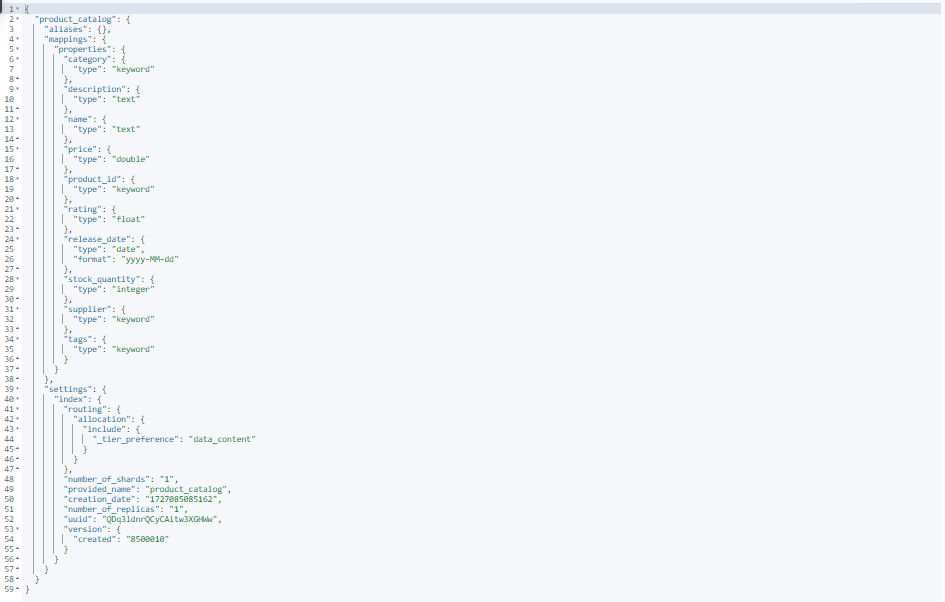 1 {
2 "product_catalog": {
3 "aliases": {},
4 "mappings": {
5 "properties": {
6 "category": {
7 "type": "keyword"
8 },
9 "description": {
10 "type": "text"
11 },
12 "name": {
13 "type": "text"
14 },
15 "price": {
16 "type": "double"
17 },
18 "product_id": {
19 "type": "keyword"
20 },
21 "rating": {
22 "type": "float"
23 },
24 "release_date": {
25 "type": "date",
26 "format": "yyyy-MM-dd"
27 },
28 "stock_quantity": {
29 "type": "integer"
30 },
31 "supplier": {
32 "type": "keyword"
33 },
34 "tags": {
35 "type": "keyword"
36 }
37 }
38 },
39 "settings": {
40 "index": {
41 "routing": {
42 "allocation": {
43 "include": {
44 "_tier_preference": "data_content"
45 }
46 }
47 },
48 "number_of_shards": "1",
49 "provided_name": "product_catalog",
50 "creation_date": "1727085085162",
51 "number_of_replicas": "1",
52 "uuid": "QDq3ldnrQCyCAitw3XGHWw",
53 "version": {
54 "created": "8500010"
55 }
56 }
57 }
58 }
59 }